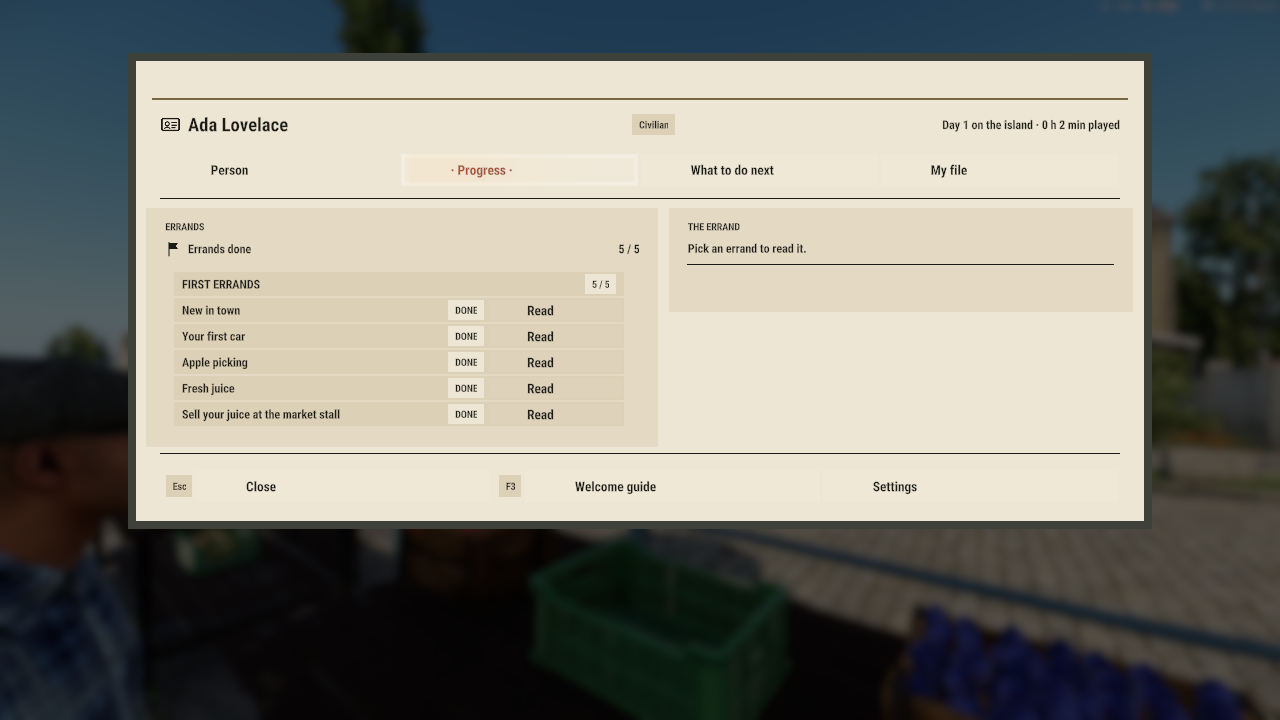 Ada Lovelace
Civilian
Day 1 on the island · 0 h 2 min played
Person
· Progress ·
What to do next
My file
ERRANDS
Errands done
5 / 5
FIRST ERRANDS
5 / 5
New in town
DONE
Read
Your first car
DONE
Read
Apple picking
DONE
Read
Fresh juice
DONE
Read
Sell your juice at the market stall
DONE
Read
THE ERRAND
Pick an errand to read it.
Esc
Close
F3
Welcome guide
Settings